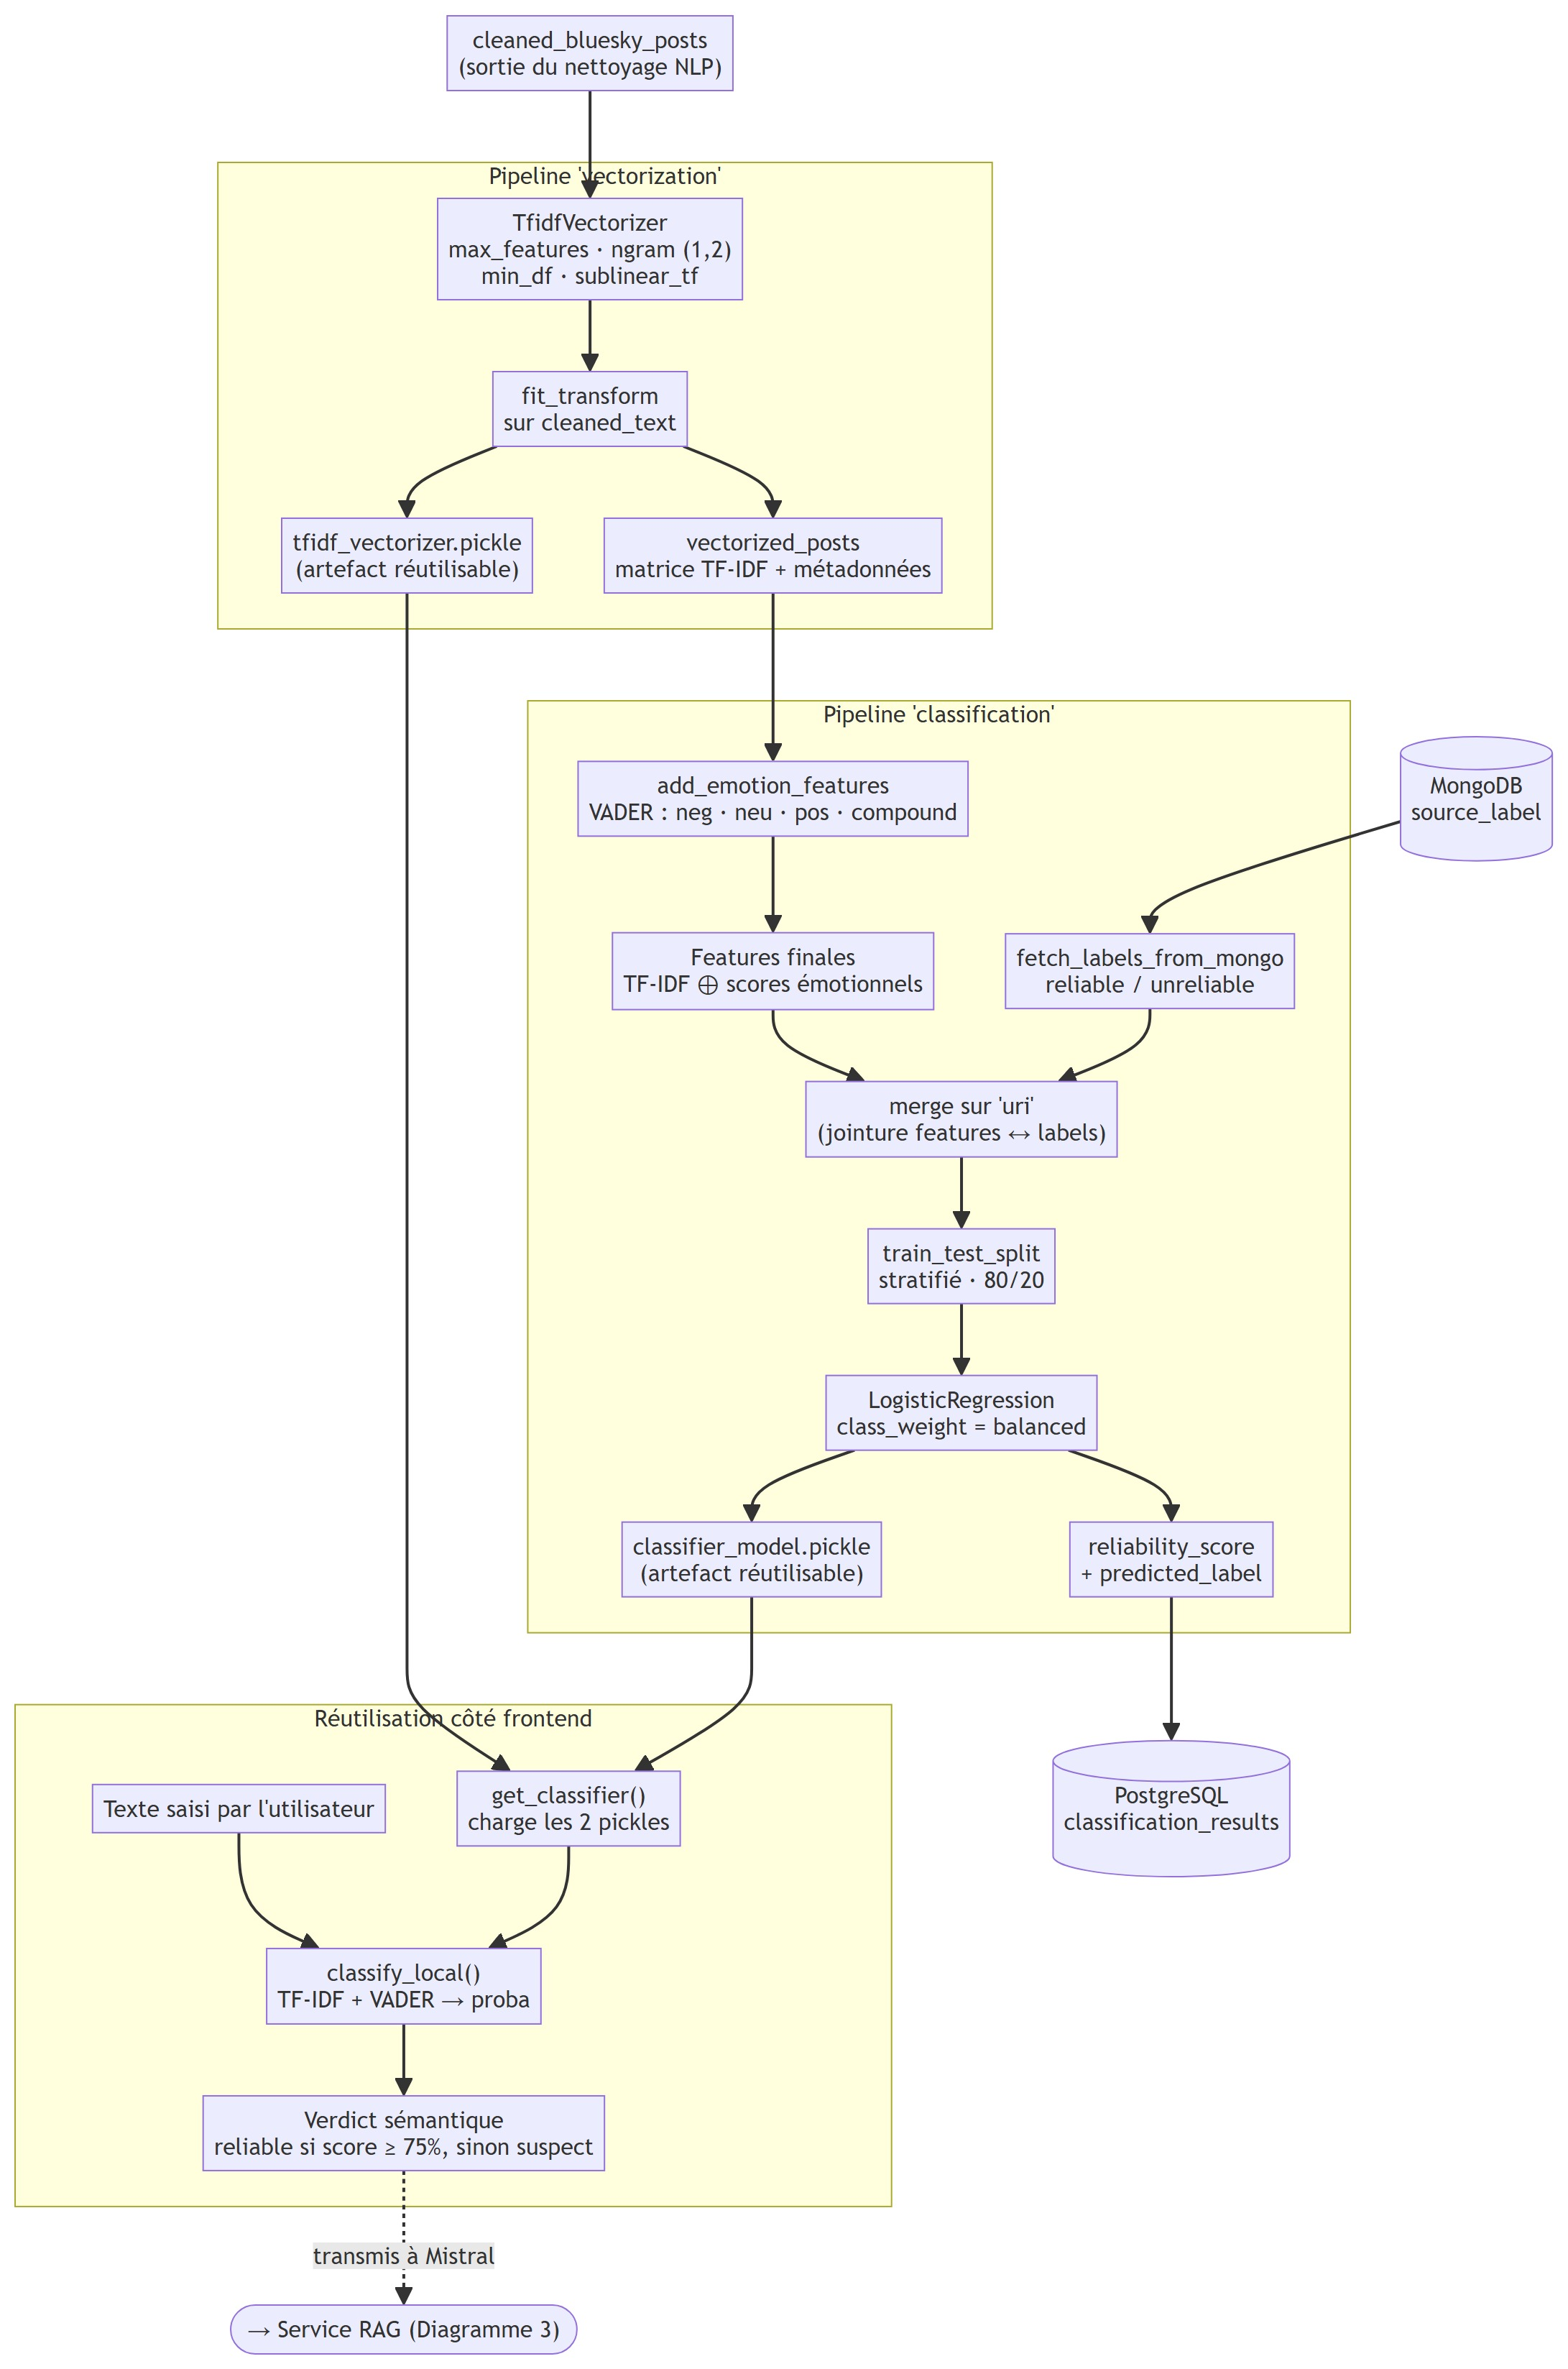 cleaned_bluesky_posts
(sortie du nettoyage NLP)
Pipeline 'vectorization'
TfidfVectorizer
max_features · ngram (1,2)
min_df · sublinear_tf
fit_transform
sur cleaned_text
tfidf_vectorizer.pickle
(artefact réutilisable)
vectorized_posts
matrice TF-IDF + métadonnées
Pipeline 'classification'
add_emotion_features
VADER : neg · neu · pos · compound
MongoDB
source_label
Features finales
TF-IDF ⊕ scores émotionnels
fetch_labels_from_mongo
reliable / unreliable
merge sur 'uri'
(jointure features ↔ labels)
train_test_split
stratifié · 80/20
LogisticRegression
class_weight = balanced
classifier_model.pickle
(artefact réutilisable)
reliability_score
+ predicted_label
Réutilisation côté frontend
Texte saisi par l'utilisateur
get_classifier()
charge les 2 pickles
PostgreSQL
classification_results
classify_local()
TF-IDF + VADER → proba
Verdict sémantique
reliable si score ≥ 75%, sinon suspect
transmis à Mistral
→ Service RAG (Diagramme 3)